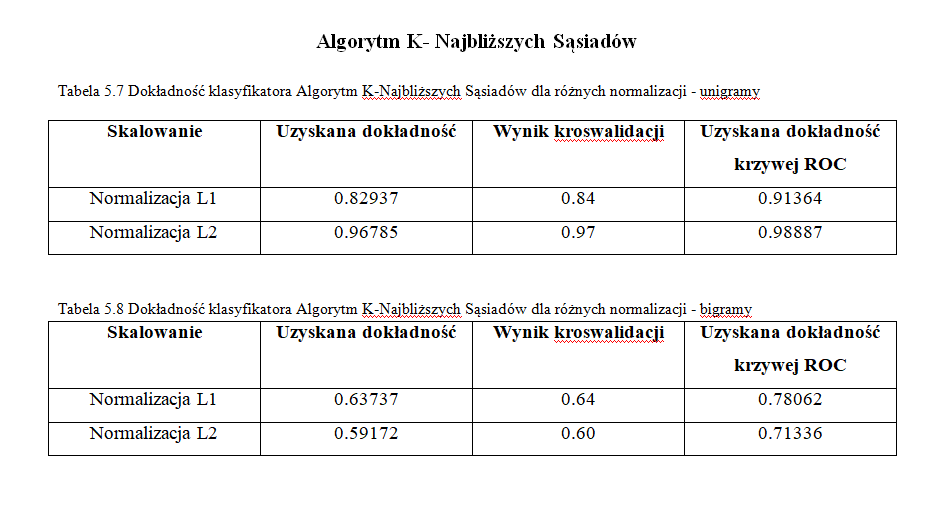 Algorytm K- Najbliższych Sąsiadów
Tabela 5.7 Dokładność klasyfikatora Algorytm K-Najbliższych Sąsiadów dla różnych normalizacji - unigramy
Skalowanie Uzyskana dokładność Wynik kroswalidacji Uzyskana dokładność
krzywej ROC
Normalizacja L1 0.82937 0.84 0.91364
Normalizacja L2 0.96785 0.97 0.98887
Tabela 5.8 Dokładność klasyfikatora Algorytm K-Najbliższych Sąsiadów dla różnych normalizacji - bigramy
Skalowanie Uzyskana dokładność Wynik kroswalidacji Uzyskana dokładność
krzywej ROC
Normalizacja L1 0.63737 0.64 0.78062
Normalizacja L2 0.59172 0.60 0.71336